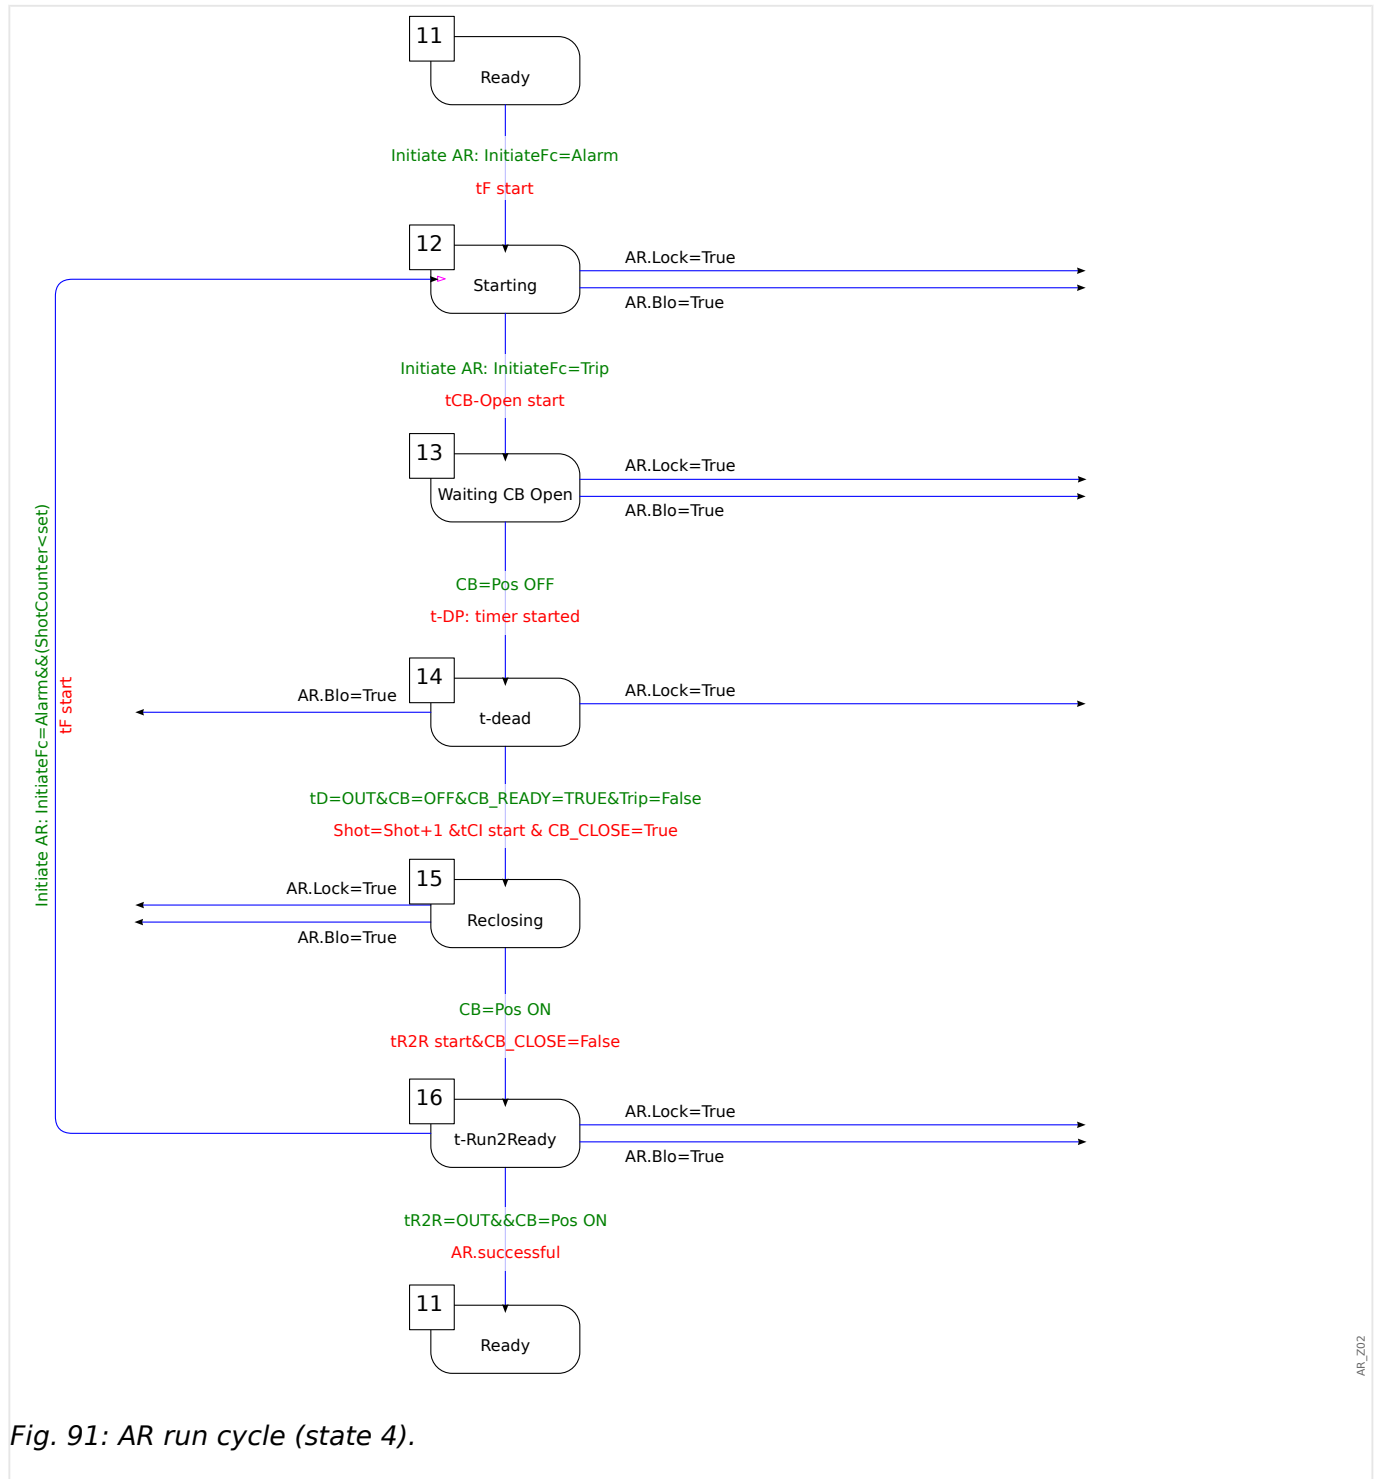 11
Ready
Initiate AR: InitiateFc=Alarm
tF start
12
Starting
AR.Lock=True
AR.Blo=True
Initiate AR: InitiateFc=Trip
tCB-Open start
13
Waiting CB Open
AR.Lock=True
AR.Blo=True
Initiate AR: InitiateFc=Alarm&&(ShotCounter<set)
tF start
CB=Pos OFF
t-DP: timer started
14
t-dead
AR.Blo=True
AR.Lock=True
tD=OUT&CB=OFF&CB_READY=TRUE&Trip=False
Shot=Shot+1 &tCI start & CB_CLOSE=True
15
Reclosing
AR.Lock=True
AR.Blo=True
CB=Pos ON
tR2R start&CB_CLOSE=False
16
t-Run2Ready
AR.Lock=True
AR.Blo=True
tR2R=OUT&&CB=Pos ON
AR.successful
11
Ready
AR_Z02
Fig. 91: AR run cycle (state 4).